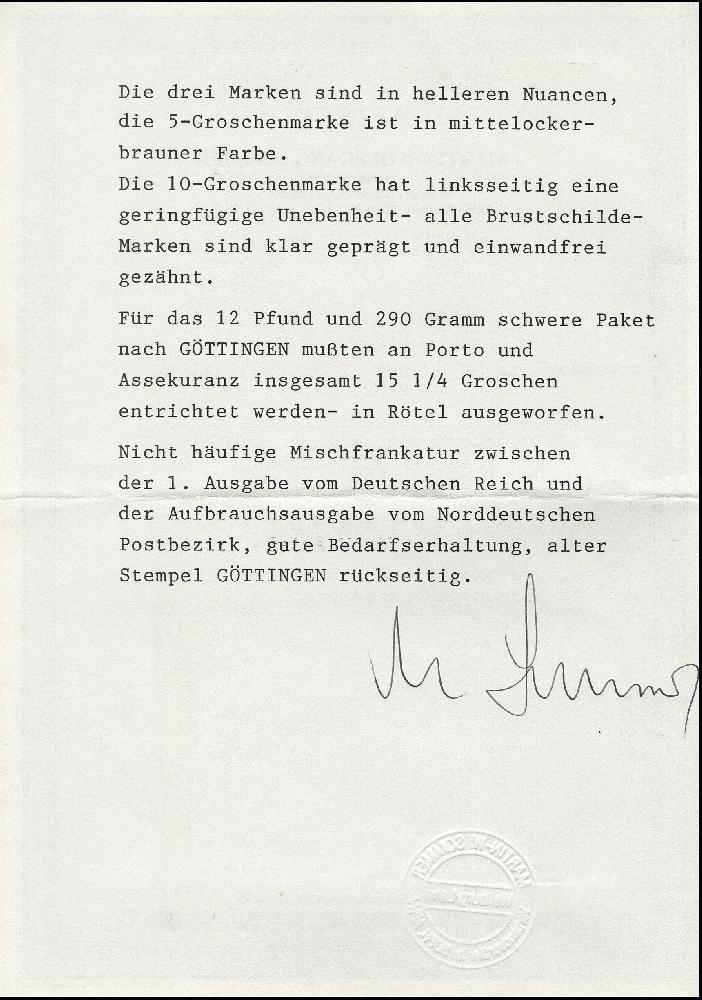 Die drei Marken sind in helleren Nuancen,
die 5-Groschenmarke ist in mittelocker-
brauner Farbe.
Die 10-Groschenmarke hat linksseitig eine
geringfügige Unebenheit- alle Brustschilde-
Marken sind klar geprägt und einwandfrei
gezähnt.
Für das 12 Pfund und 290 Gramm schwere Paket
nach GÖTTINGEN mußten an Porto und
Assekuranz insgesamt 15 1/4 Groschen
entrichtet werden- in Rötel ausgeworfen.
Nicht häufige Mischfrankatur zwischen
der 1. Ausgabe vom Deutschen Reich und
der Aufbrauchsausgabe vom Norddeutschen
Postbezirk, gute Bedarfserhaltung, alter
Stempel GÖTTINGEN rückseitig.
MARTIN-M. SOMMER